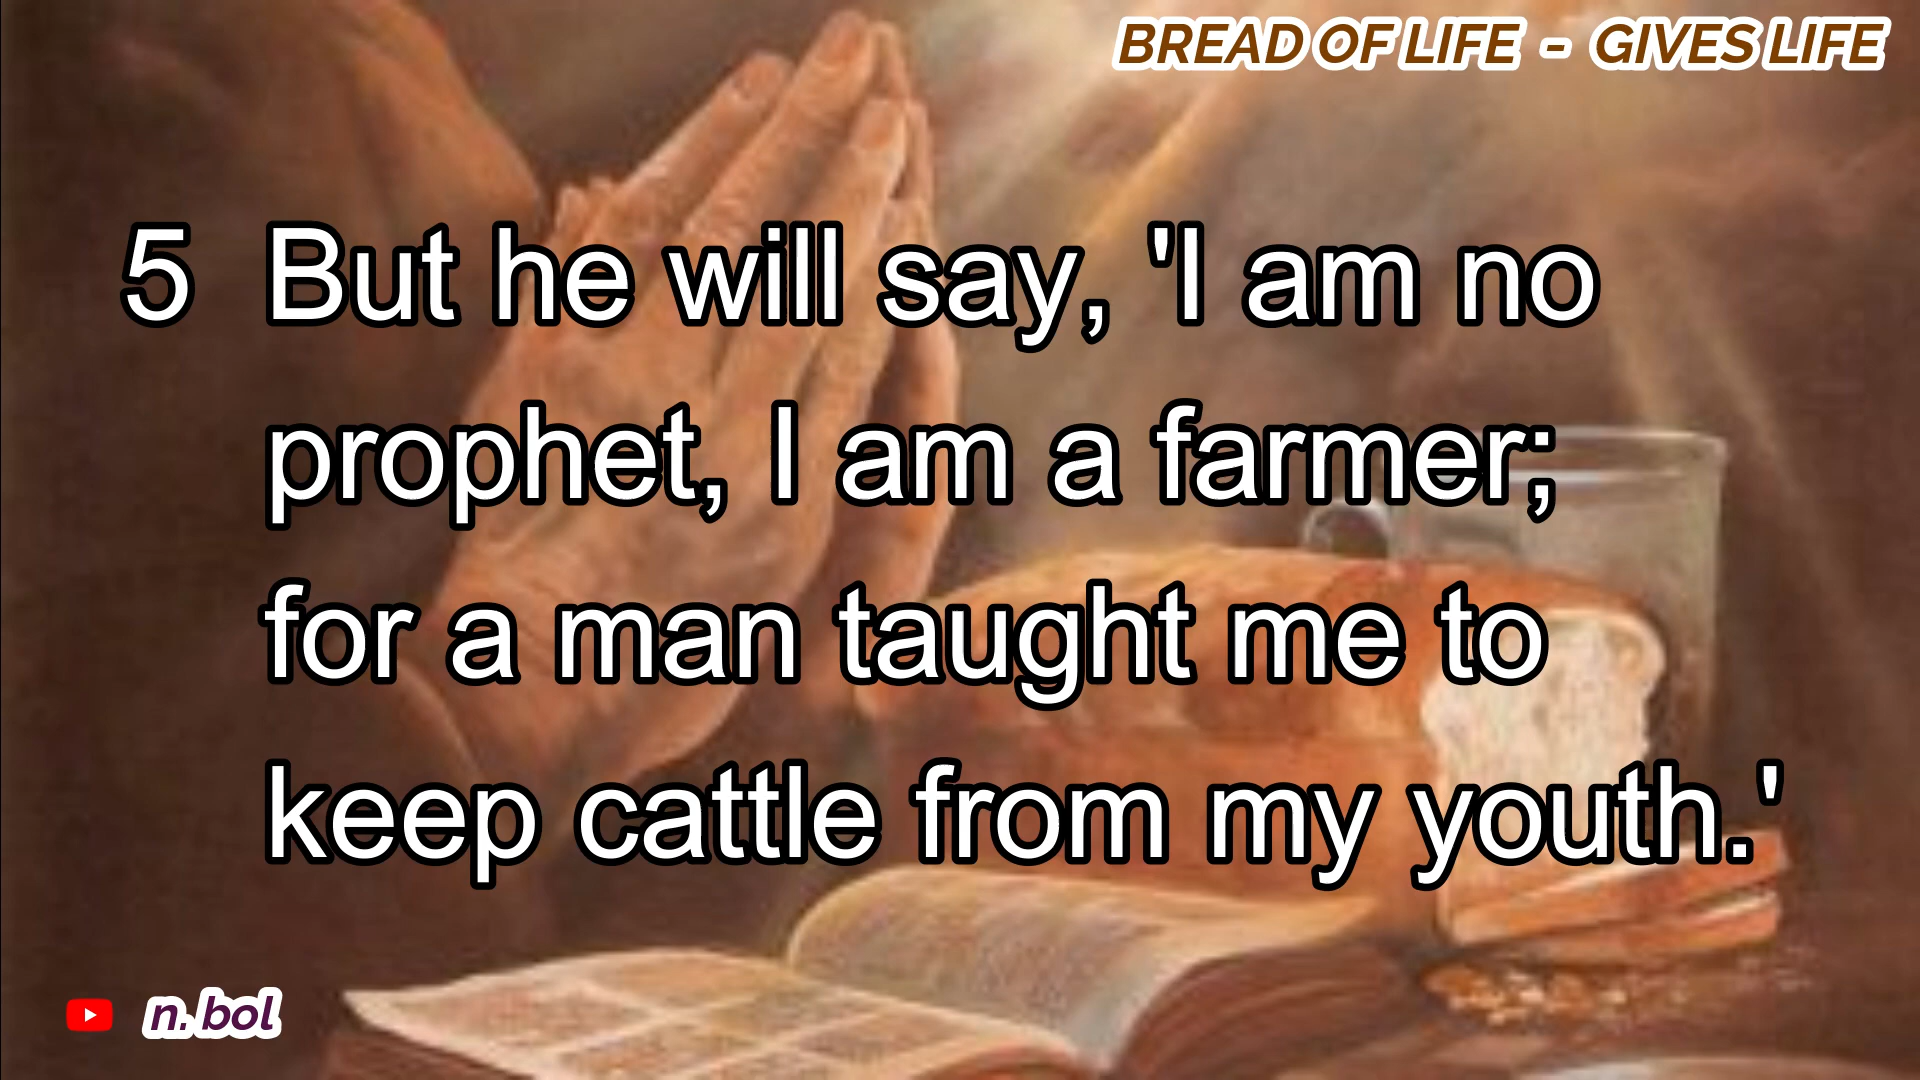 BREAD OF LIFE - GIVES LIFE
5 But he will say, 'I am no
prophet, I am a farmer;
for a man taught me to
keep cattle from my youth.'
n. bol